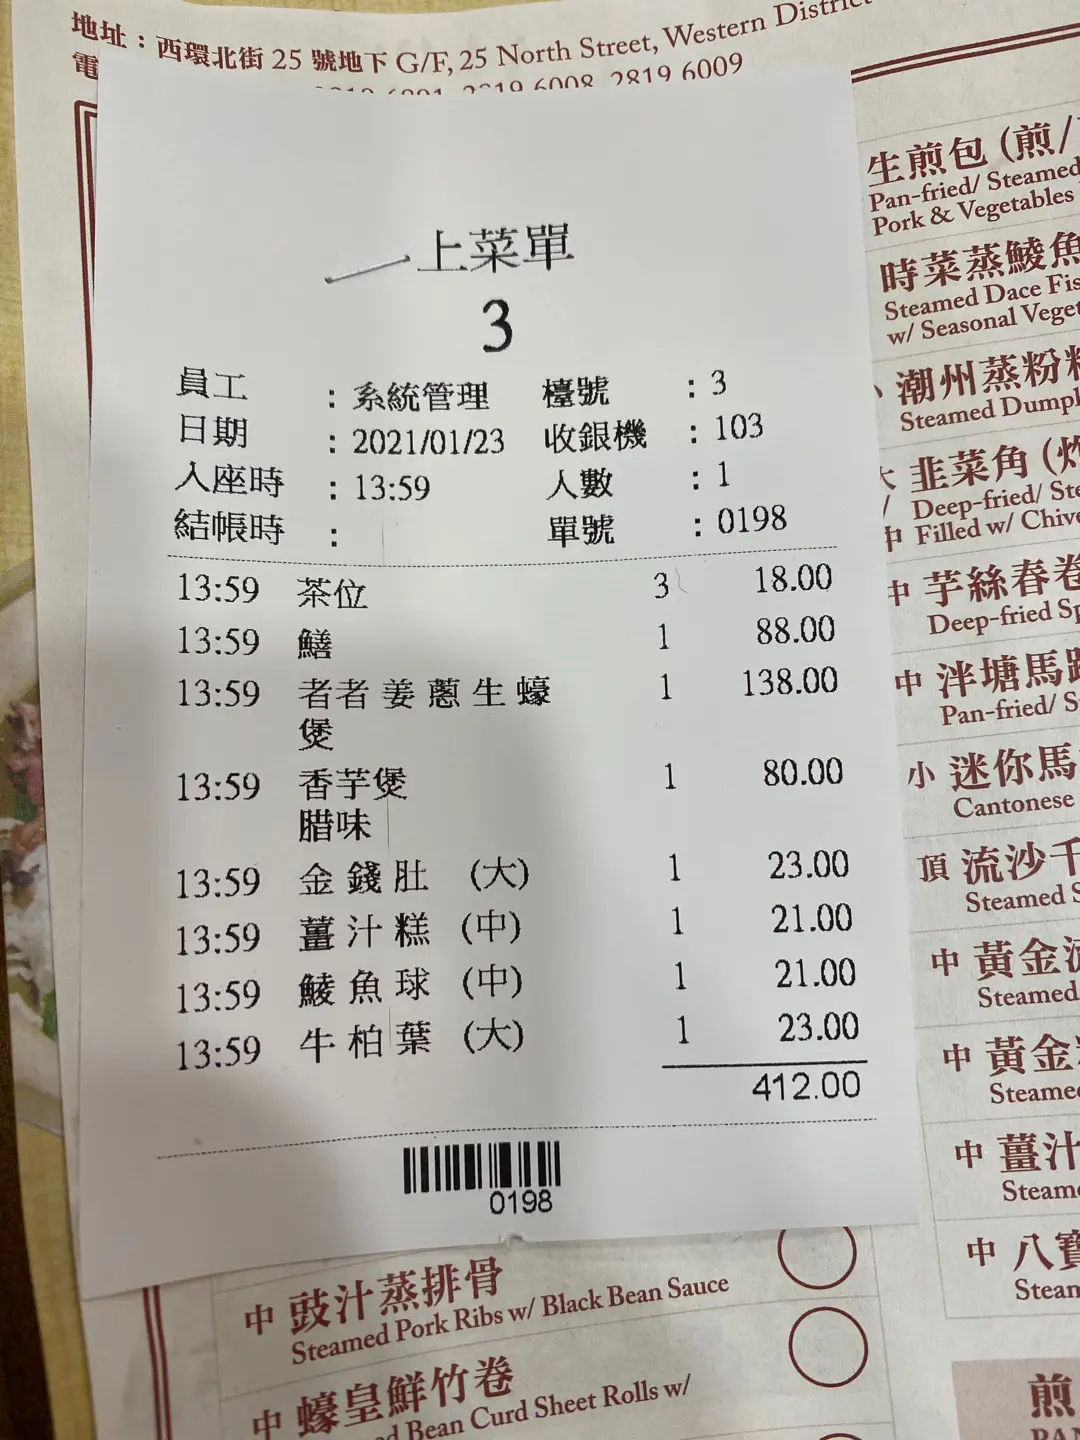 地址：西環北街 25 號地下 G/F, 25 North Street, Western District
電 2819 6008, 2819 6009
上菜單
3
員工 : 系統管理 檯號 : 3
日期 : 2021/01/23 收銀機 : 103
入座時 : 13:59 人數 : 1
結帳時 : 單號 : 0198
13:59 茶位 3 18.00
13:59 鱔 1 88.00
13:59 者者姜蔥生蠔 1 138.00
煲
13:59 香芋煲 1 80.00
腊味
13:59 金錢肚 (大) 1 23.00
13:59 薑汁糕 (中) 1 21.00
13:59 鯪魚球 (中) 1 21.00
13:59 牛柏葉 (大) 1 23.00
412.00
0198
中 豉汁蒸排骨
Steamed Pork Ribs w/ Black Bean Sauce
中 蠔皇鮮竹卷
Bean Curd Sheet Rolls w/
生煎包 (煎/
Pan-fried/ Steamed
Pork & Vegetables
時菜蒸鯪魚
Steamed Dace
w/ Seasonal
潮州蒸粉
Steamed
韭菜角 (炸
Deep-fried/
中 Filled w/
中 芋絲春卷
Deep-fried
中 泮塘馬蹄
Pan-fried/
小 迷你馬
Cantonese
頂 流沙千
Steamed
中 黃金流
Steamed
中 黃金
Steamed
中 薑汁
中 八寶
煎